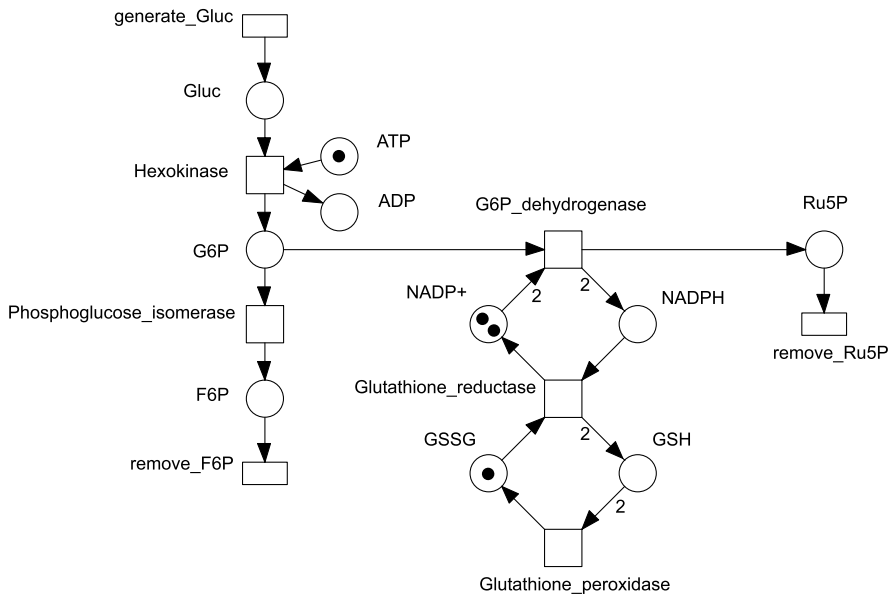 generate_Gluc
Gluc
ATP
Hexokinase
ADP
G6P_dehydrogenase
Ru5P
G6P
2
2
NADP+
NADPH
Phosphoglucose_isomerase
remove_Ru5P
Glutathione_reductase
F6P
2
GSSG
GSH
remove_F6P
2
Glutathione_peroxidase